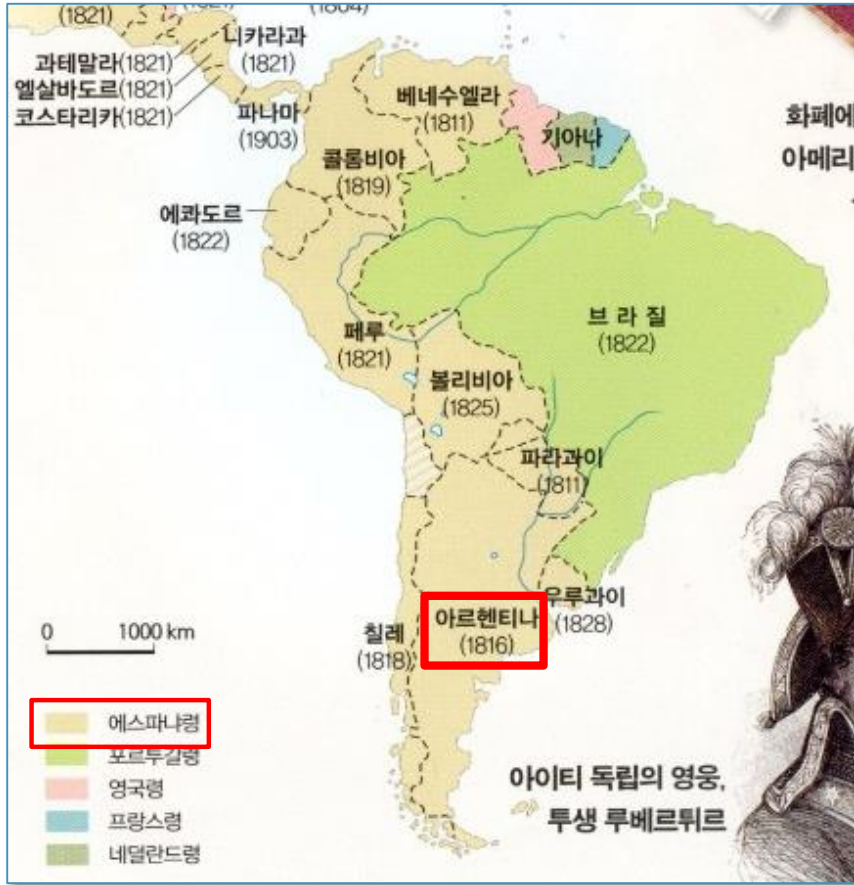 (1821)
(1821)
(1804)
과테말라(1821)
니카라과
(1821)
엘살바도르(1821)
코스타리카(1821)
파나마
(1903)
베네수엘라
(1811)
기아나
콜롬비아
(1819)
에콰도르
(1822)
페루
(1821)
브라질
(1822)
볼리비아
(1825)
파라과이
(1811)
우루과이
(1828)
아르헨티나
(1816)
칠레
(1818)
0 1000 km
에스파냐령
포르투갈령
영국령
프랑스령
네덜란드령
화폐에
아메리
아이티 독립의 영웅,
투생 루베르튀르